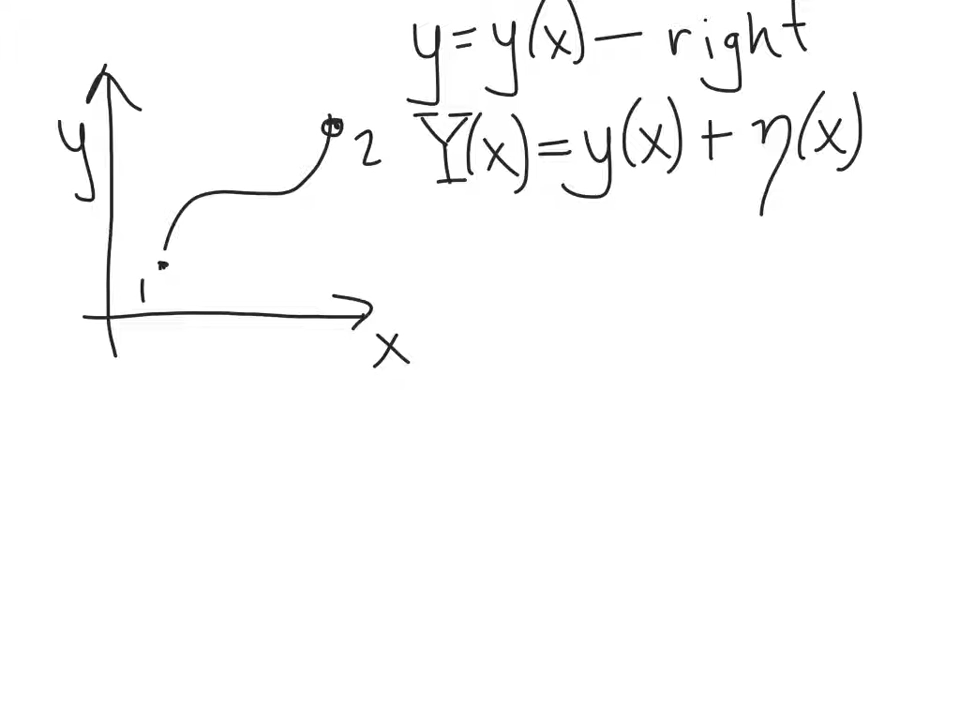 y = y(x) — right
Y(x) = y(x) + η(x)
y
2
1
x